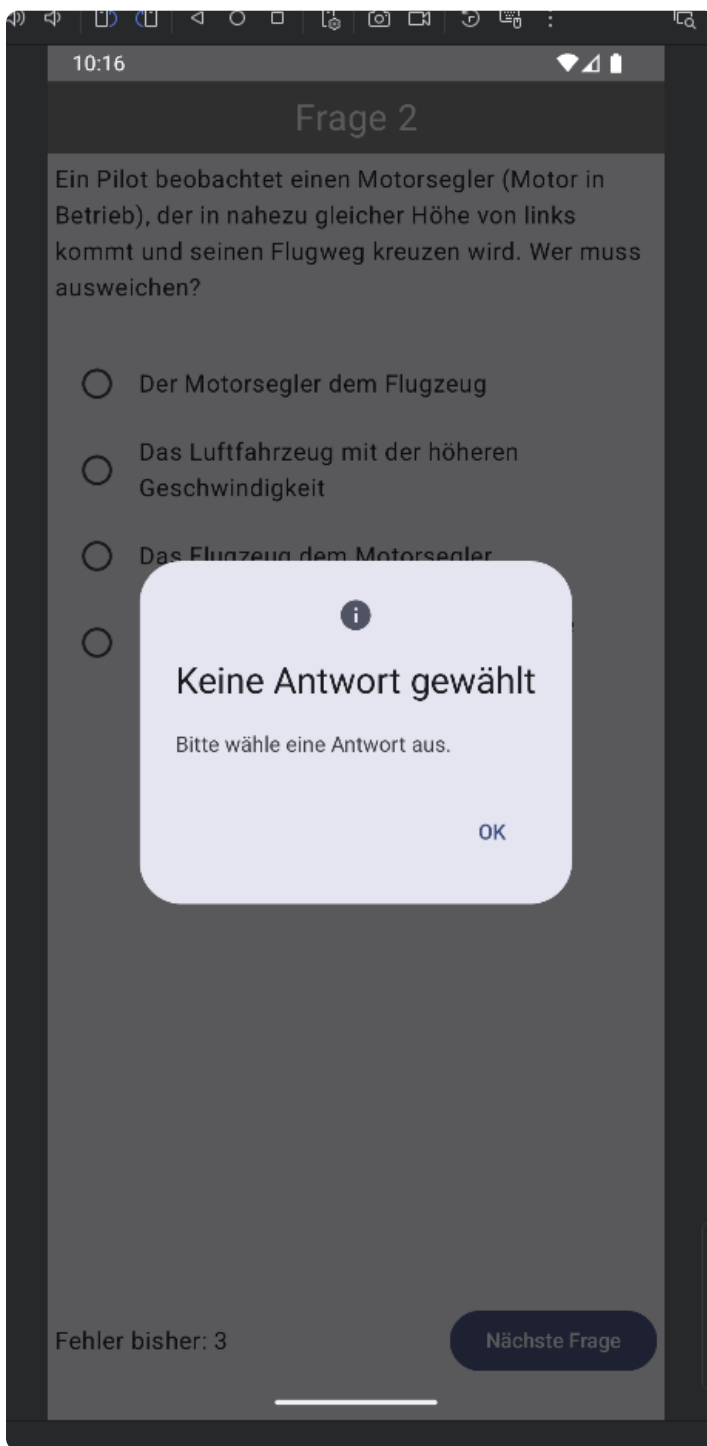 10:16
Frage 2
Ein Pilot beobachtet einen Motorsegler (Motor in
Betrieb), der in nahezu gleicher Höhe von links
kommt und seinen Flugweg kreuzen wird. Wer muss
ausweichen?
Der Motorsegler dem Flugzeug
Das Luftfahrzeug mit der höheren
Geschwindigkeit
Das Flugzeug dem Motorsegler
Keine Antwort gewählt
Bitte wähle eine Antwort aus.
OK
Fehler bisher: 3
Nächste Frage